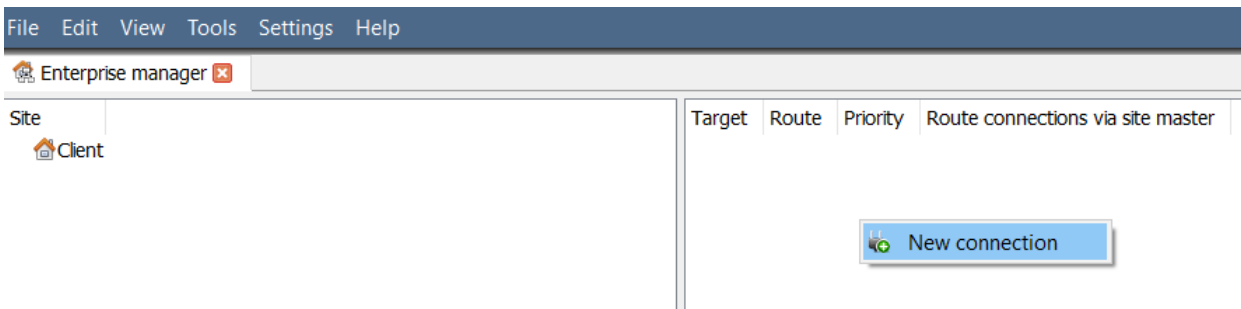 File Edit View Tools Settings Help
Enterprise manager
Site
Target Route Priority Route connections via site master
Client
New connection